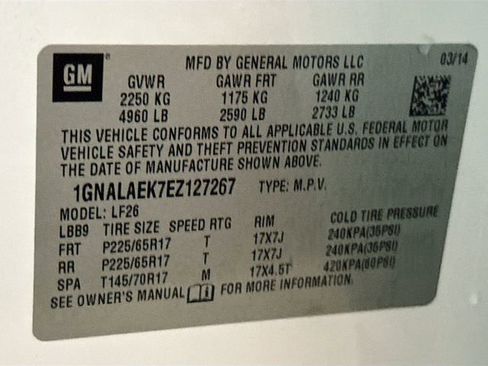 GM
MFD BY GENERAL MOTORS LLC
03/14
GVWR GAWR FRT GAWR RR
2250 KG 1175 KG 1240 KG
4960 LB 2590 LB 2733 LB
THIS VEHICLE CONFORMS TO ALL APPLICABLE U.S. FEDERAL MOTOR
VEHICLE SAFETY AND THEFT PREVENTION STANDARDS IN EFFECT ON
THE DATE OF MANUFACTURE SHOWN ABOVE.
1GNALAEK7EZ127267 TYPE: M.P.V.
MODEL: LF26
LBB9 TIRE SIZE SPEED RTG RIM COLD TIRE PRESSURE
FRT P225/65R17 T 17X7J 240KPA(35PSI)
RR P225/65R17 T 17X7J 240KPA(35PSI)
SPA T145/70R17 M 17X4.5T 420KPA(60PSI)
SEE OWNER'S MANUAL FOR MORE INFORMATION.